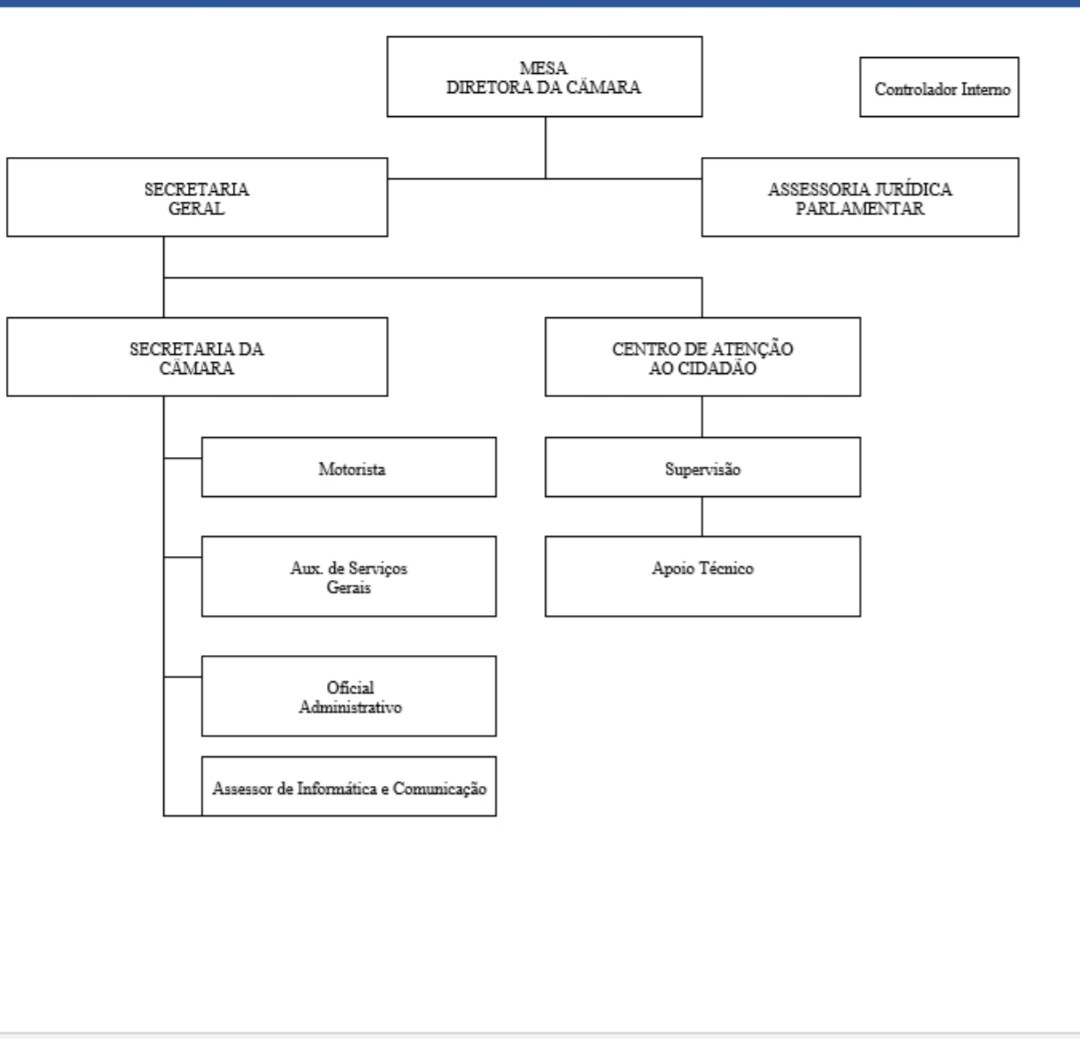 MESA
DIRETORA DA CÂMARA
Controlador Interno
SECRETARIA
GERAL
ASSESSORIA JURÍDICA
PARLAMENTAR
SECRETARIA DA
CÂMARA
CENTRO DE ATENÇÃO
AO CIDADÃO
Motorista
Supervisão
Aux. de Serviços
Gerais
Apoio Técnico
Oficial
Administrativo
Assessor de Informática e Comunicação